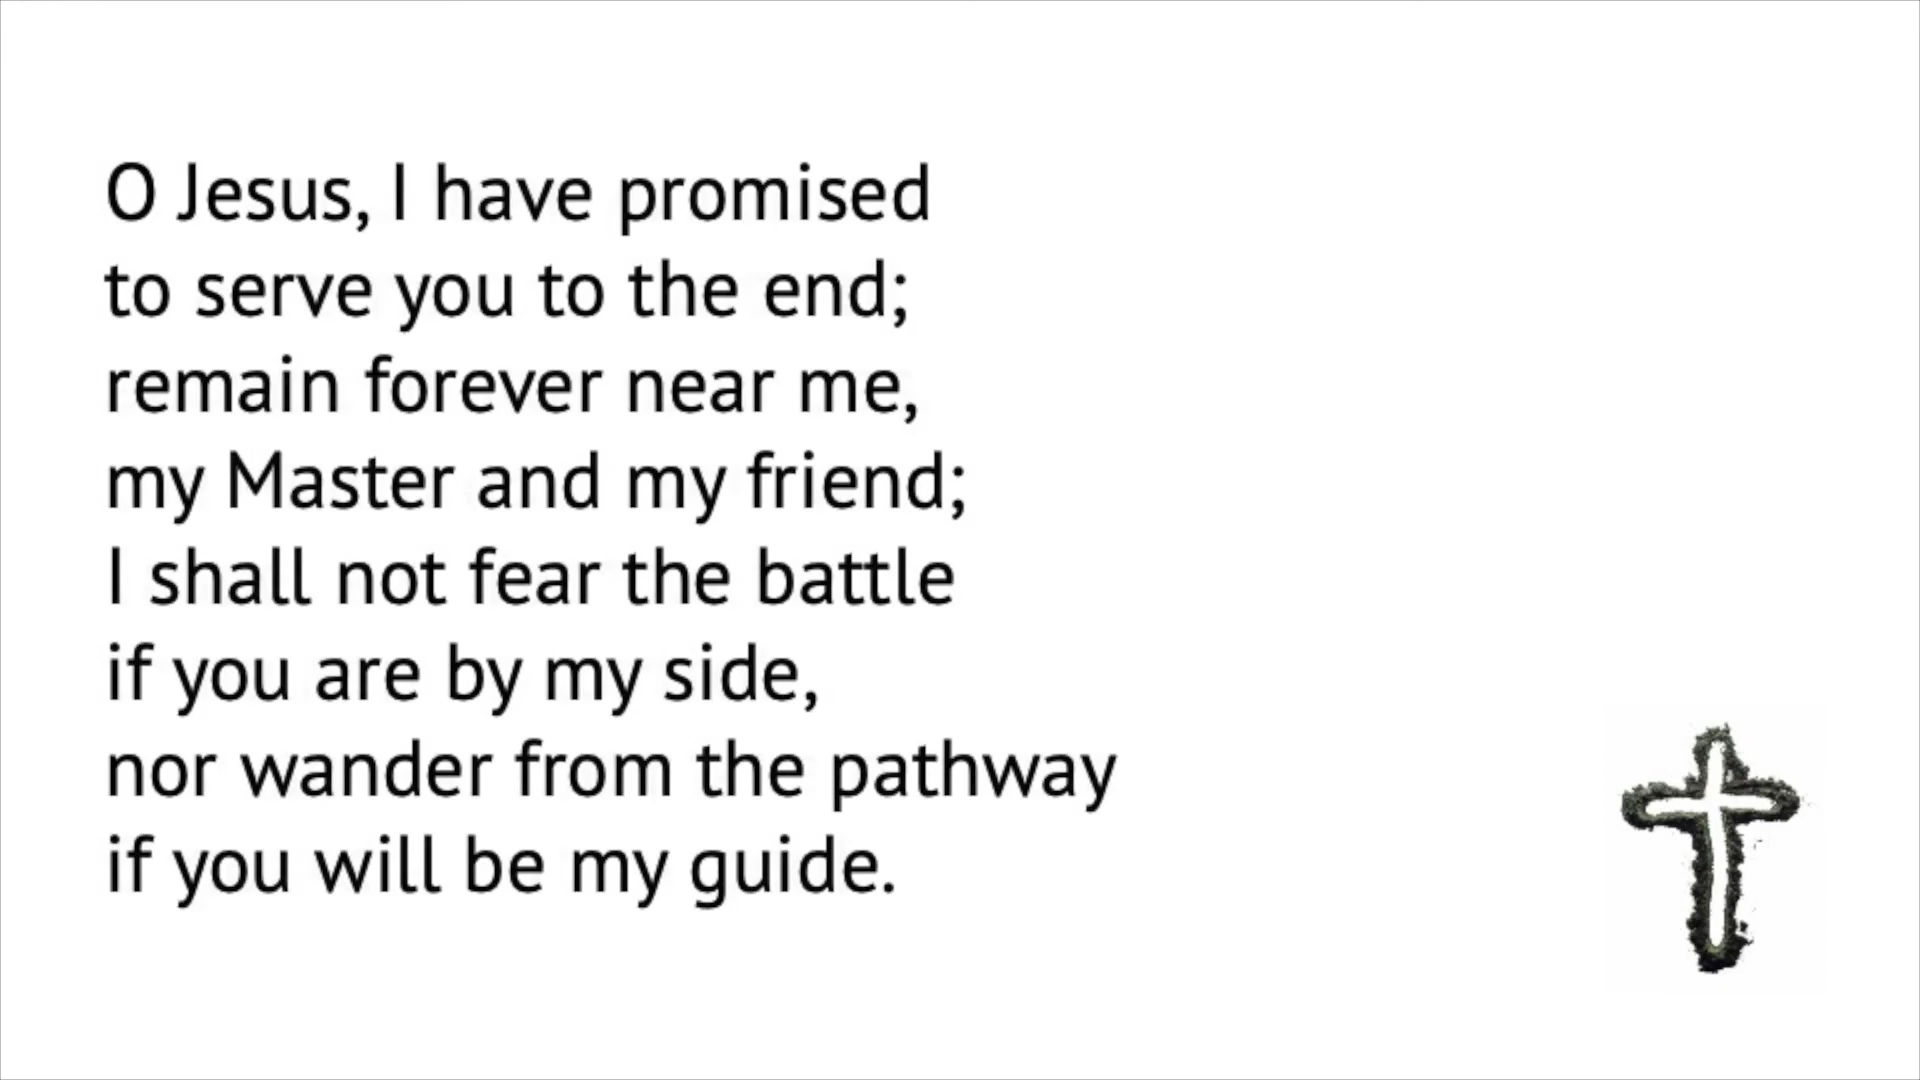 O Jesus, I have promised
to serve you to the end;
remain forever near me,
my Master and my friend;
I shall not fear the battle
if you are by my side,
nor wander from the pathway
if you will be my guide.